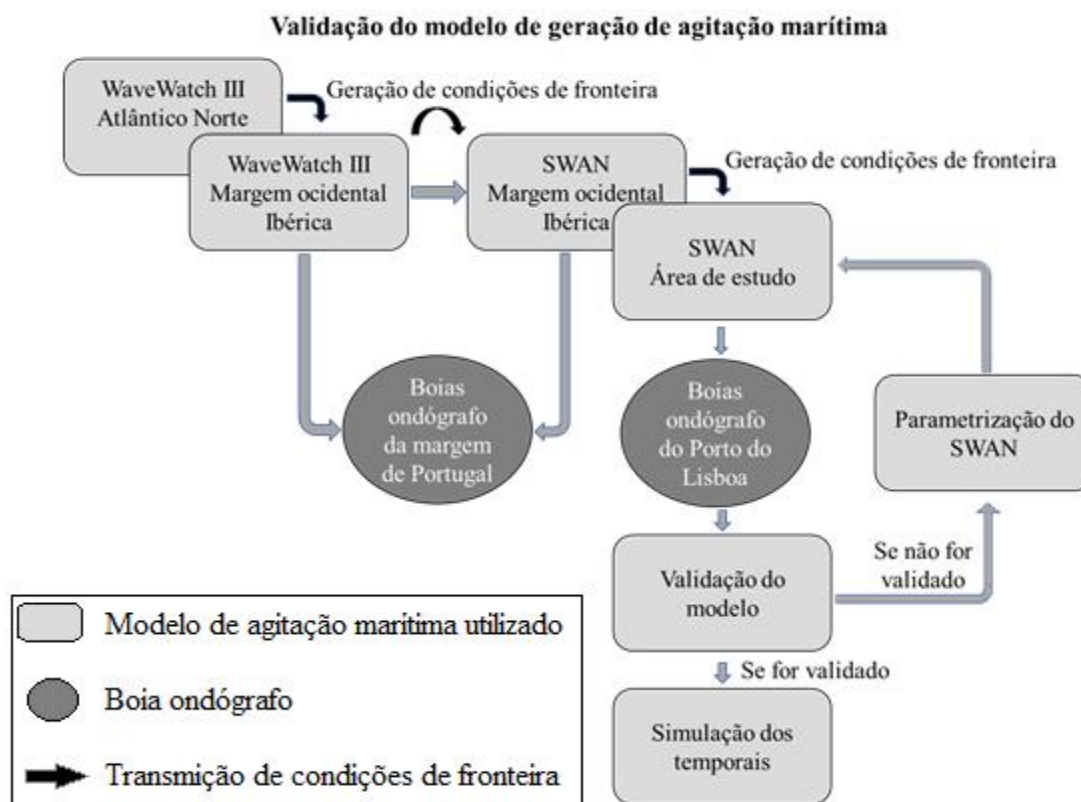 Validação do modelo de geração de agitação marítima
WaveWatch III
Atlântico Norte
Geração de condições de fronteira
WaveWatch III
Margem ocidental
Ibérica
SWAN
Margem ocidental
Ibérica
Geração de condições de fronteira
SWAN
Área de estudo
Boias
ondógrafo
da margem
de Portugal
Boias
ondógrafo
do Porto do
Lisboa
Parametrização do
SWAN
Validação do
modelo
Se não for
validado
Se for validado
Simulação dos
temporais
Modelo de agitação marítima utilizado
Boia ondógrafo
Transmição de condições de fronteira